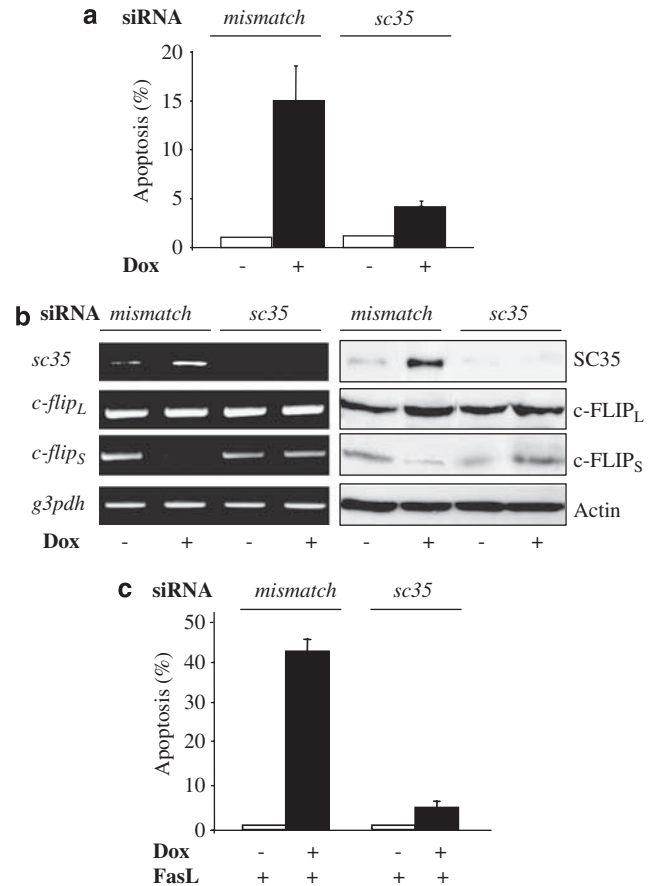 a siRNA mismatch sc35
20
15
10
5
0
Apoptosis (%)
Dox - + - +
b siRNA mismatch sc35 mismatch sc35
sc35 SC35
c-flipL c-FLIPL
c-flipS c-FLIPS
g3pdh Actin
Dox - + - + - + - +
c siRNA mismatch sc35
50
40
30
20
10
0
Apoptosis (%)
Dox - + - +
FasL + + + +